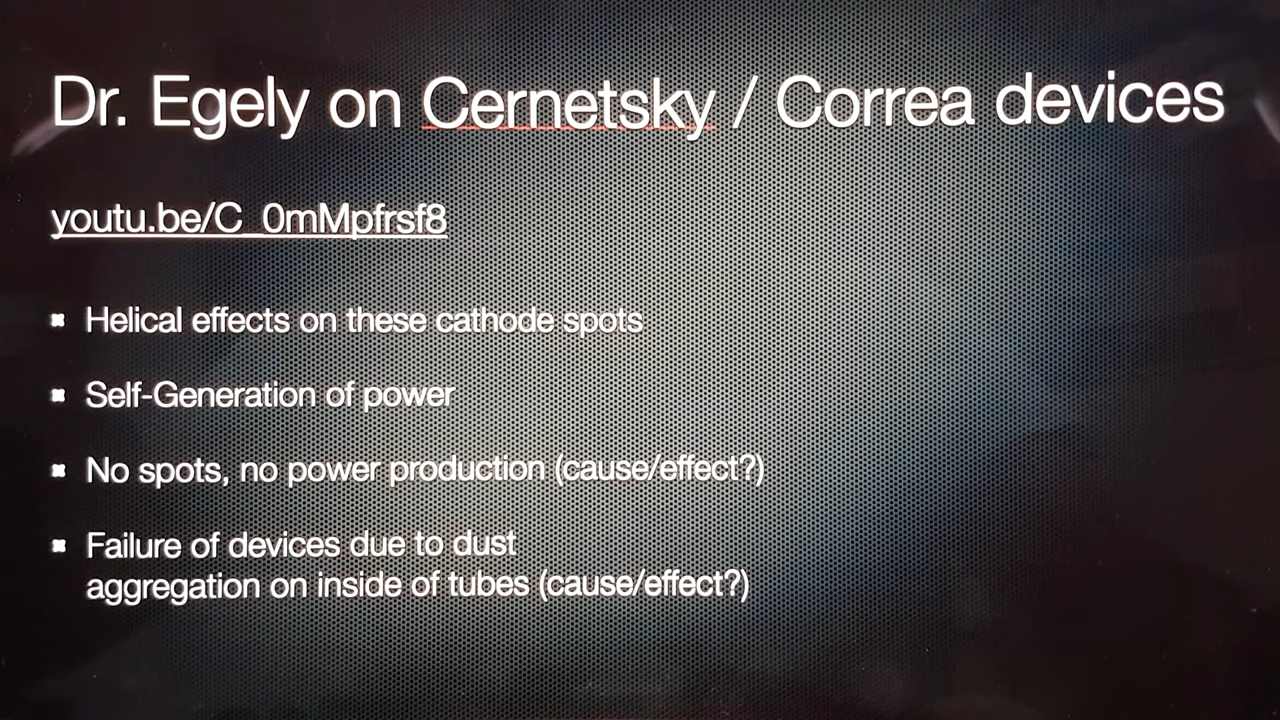 Dr. Egely on Cernetsky / Correa devices
youtu.be/C_0mMpfrsf8
Helical effects on these cathode spots
Self-Generation of power
No spots, no power production (cause/effect?)
Failure of devices due to dust
aggregation on inside of tubes (cause/effect?)